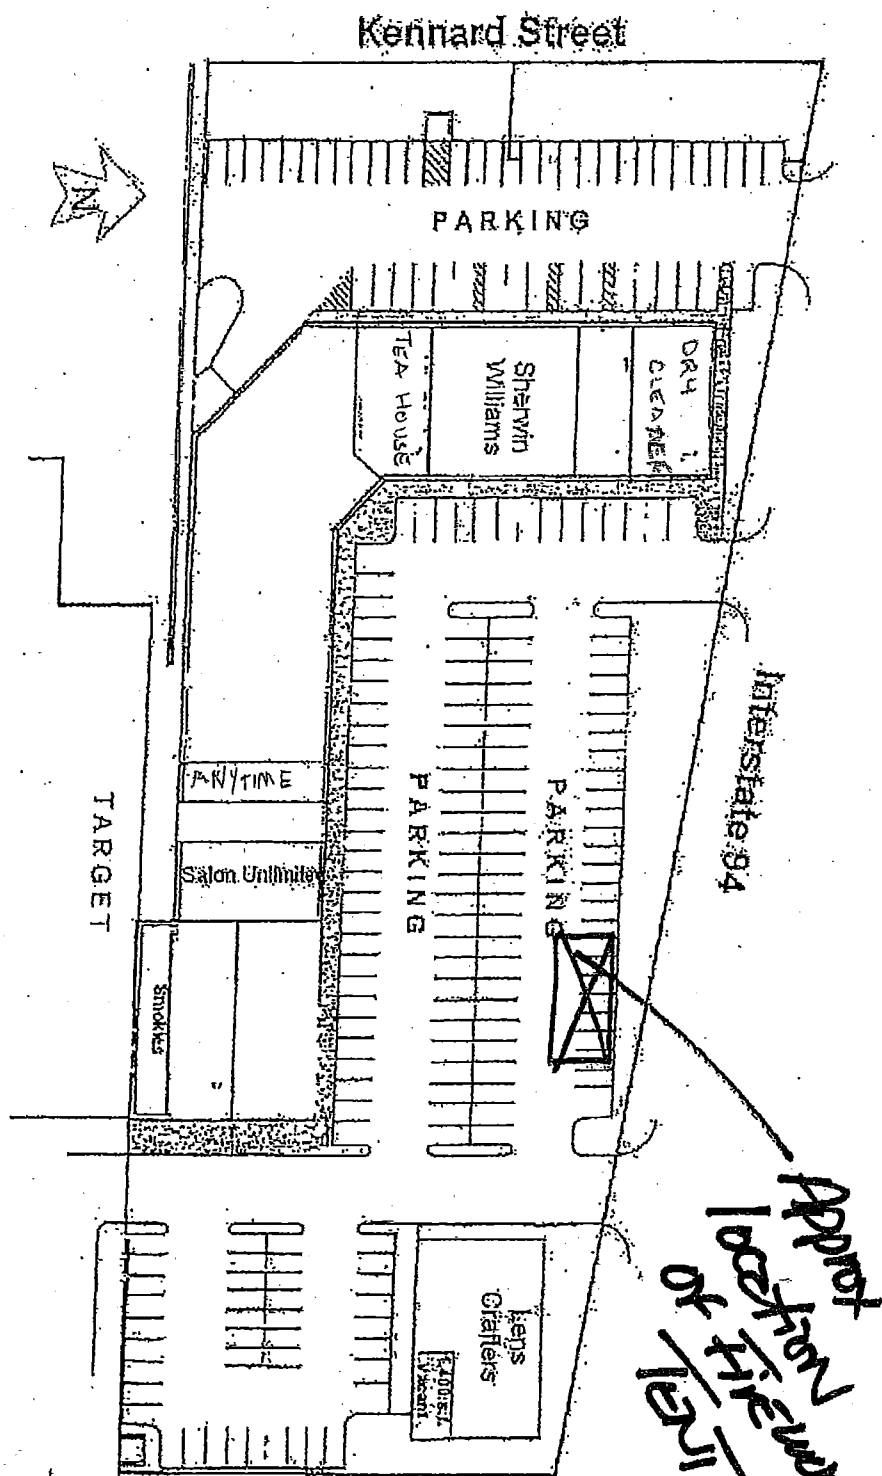 Kennard Street
N
PARKING
TEA HOUSE
Sherwin
Williams
DRY
CLEANER
Interstate 94
TARGET
ANYTIME
Salon Unlimited
Smokes
PARKING
PARKING
Approx
location
of
TENT
Lens
Crafters
Vacant